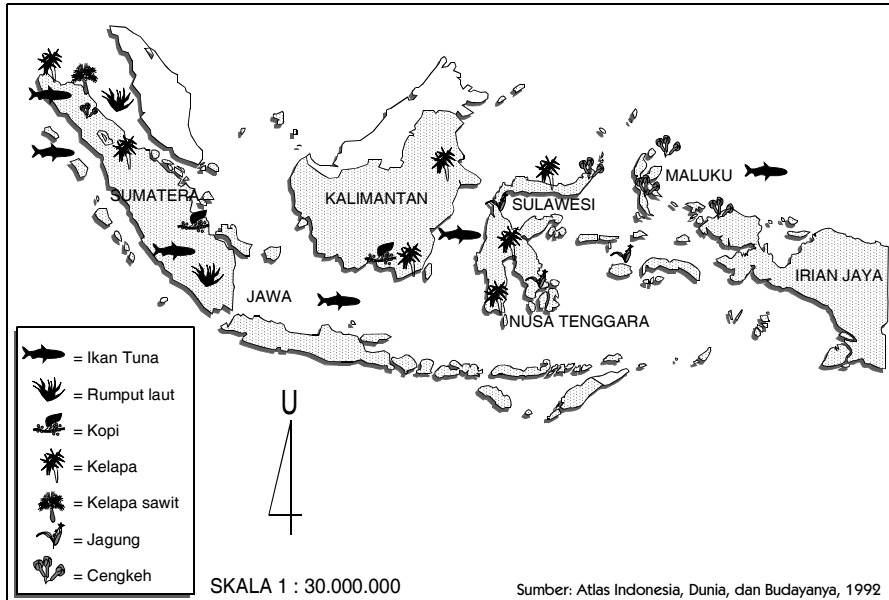 MALUKU
SUMATERA
KALIMANTAN
SULAWESI
IRIAN JAYA
JAWA
NUSA TENGGARA
= Ikan Tuna
= Rumput laut
= Kopi
= Kelapa
= Kelapa sawit
= Jagung
= Cengkeh
U
SKALA 1 : 30.000.000
Sumber: Atlas Indonesia, Dunia, dan Budayanya, 1992